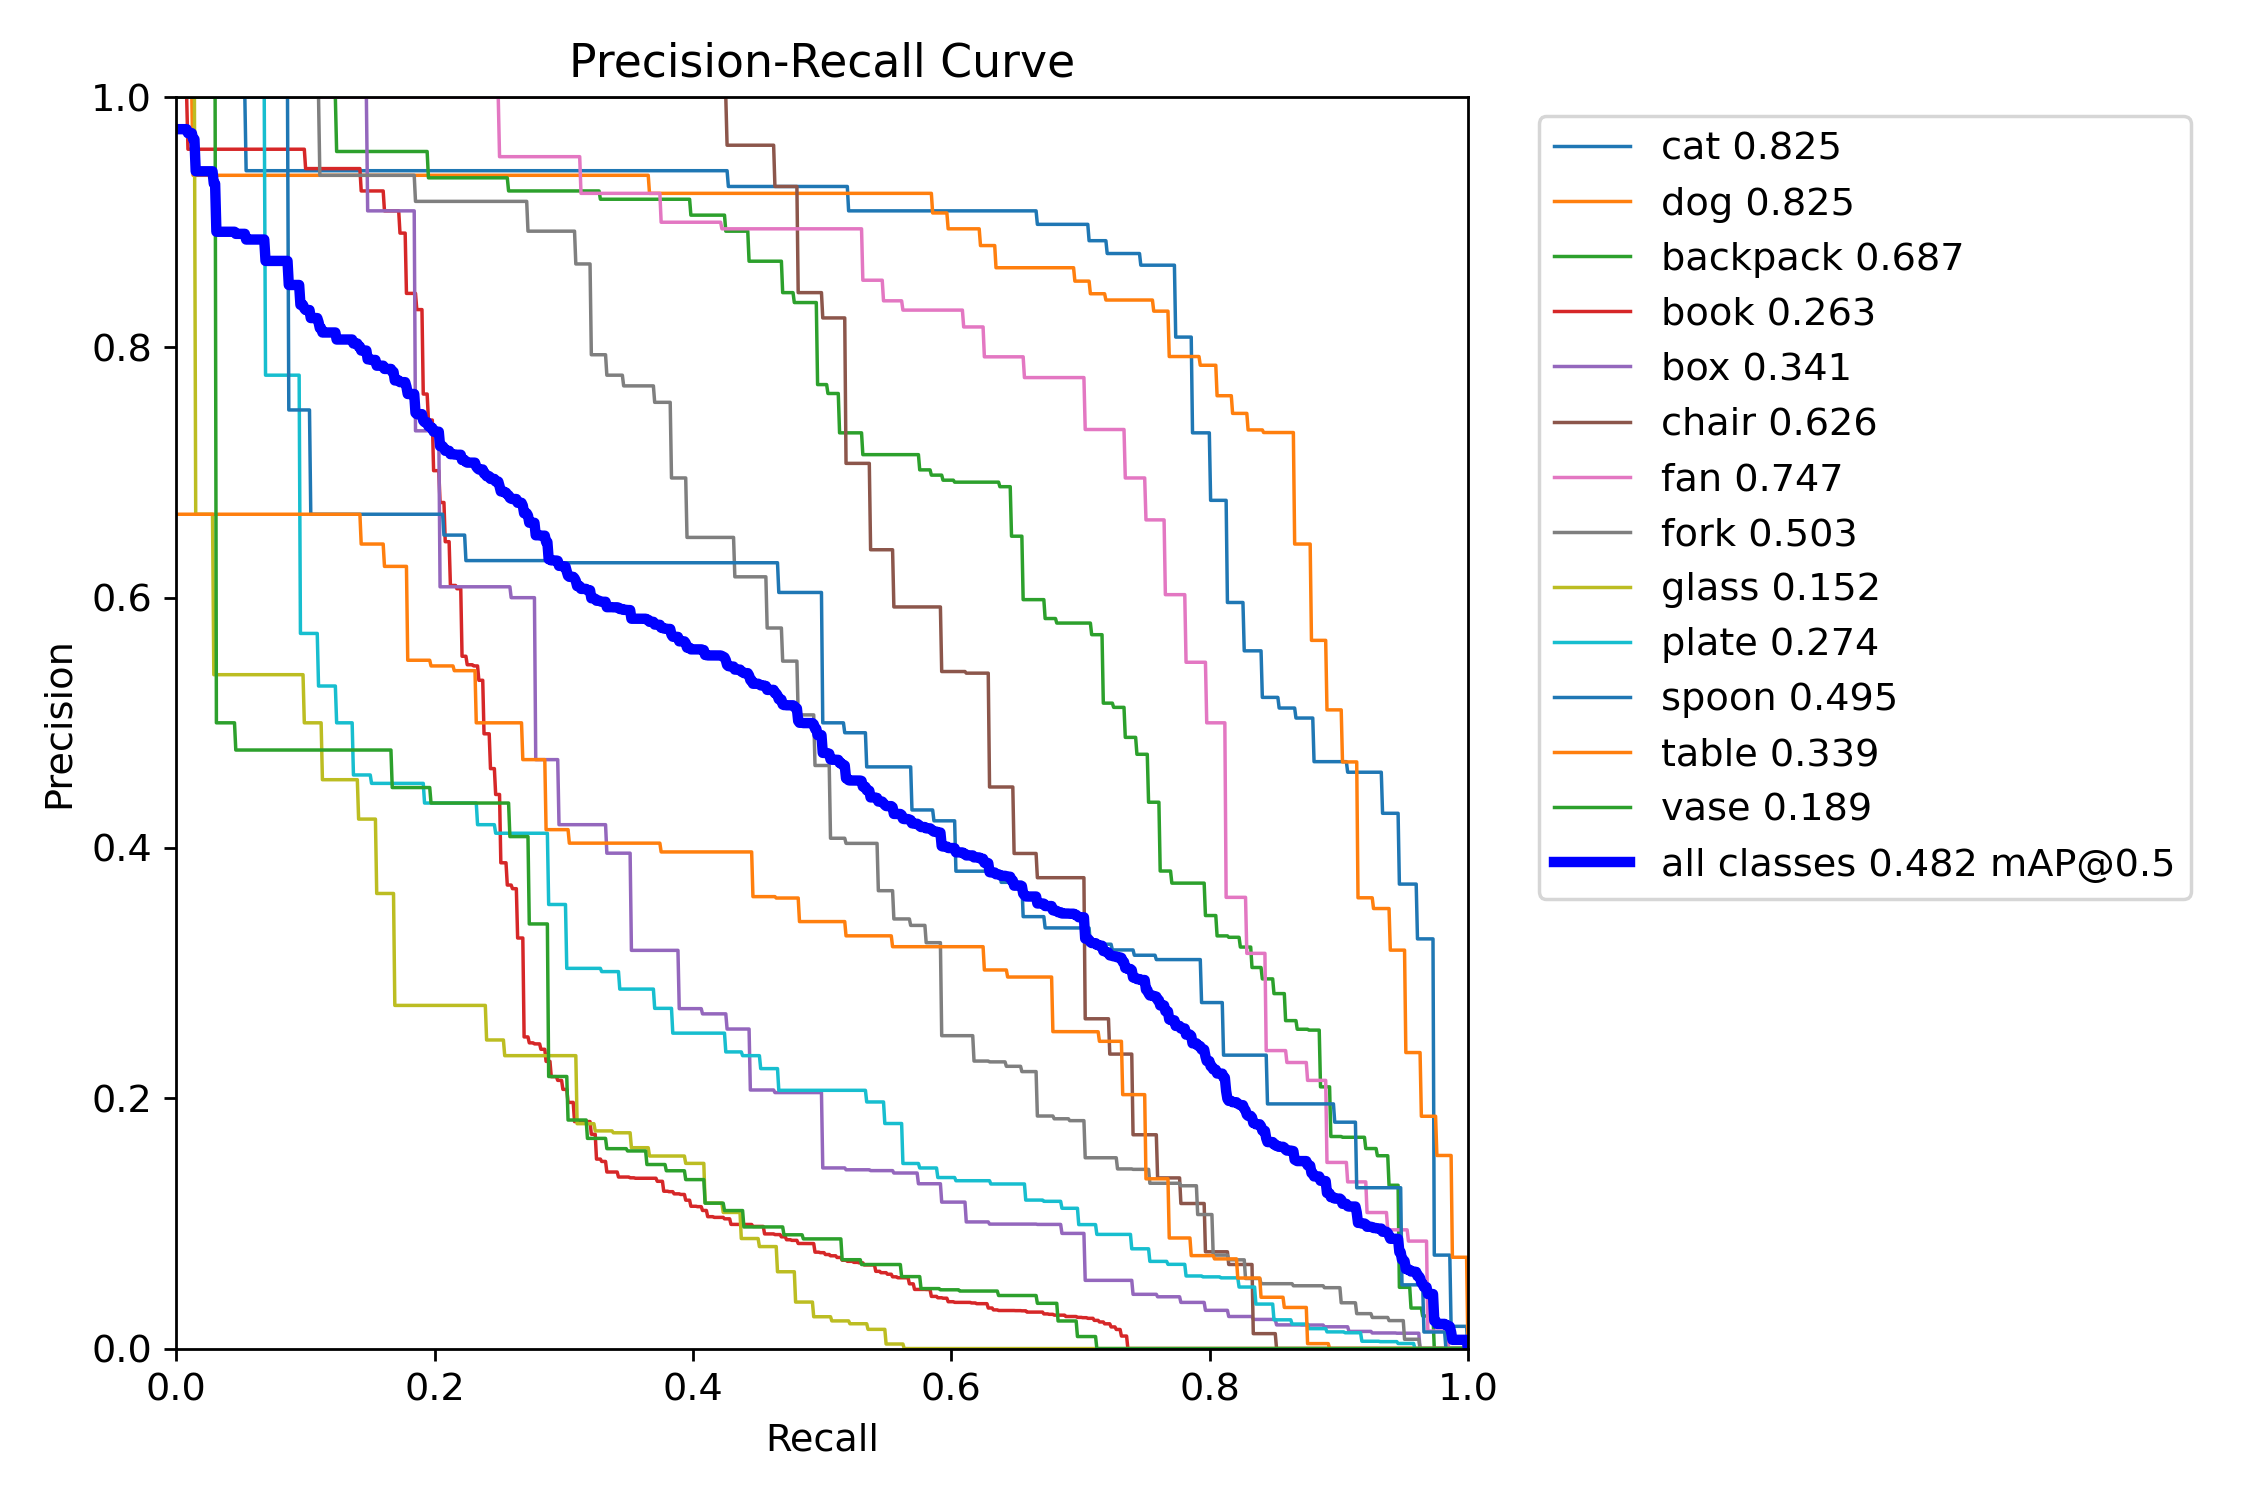 Precision-Recall Curve
1.0
0.8
0.6
0.4
0.2
0.0
Precision
0.0 0.2 0.4 0.6 0.8 1.0
Recall
cat 0.825
dog 0.825
backpack 0.687
book 0.263
box 0.341
chair 0.626
fan 0.747
fork 0.503
glass 0.152
plate 0.274
spoon 0.495
table 0.339
vase 0.189
all classes 0.482 mAP@0.5